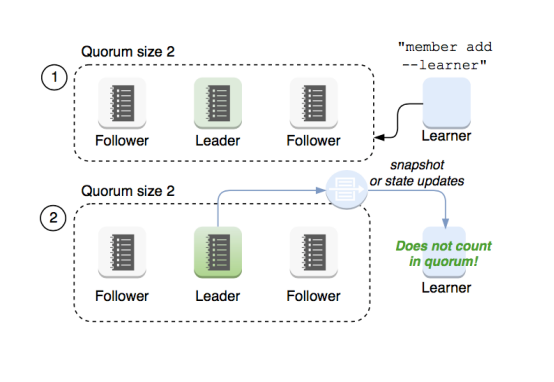 Quorum size 2
"member add
--learner"
1
Follower
Leader
Follower
Learner
snapshot
or state updates
Quorum size 2
2
Does not count
in quorum!
Follower
Leader
Follower
Learner